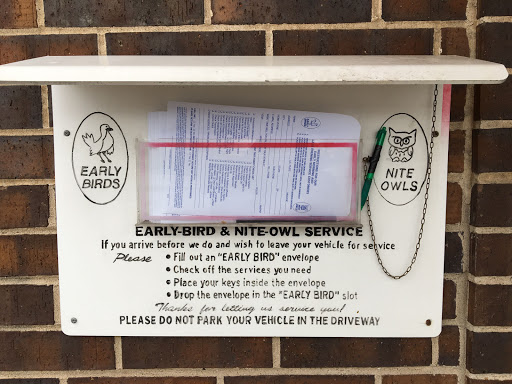 EARLY
BIRDS
NITE
OWLS
EARLY-BIRD & NITE-OWL SERVICE
If you arrive before we do and wish to leave your vehicle for service
Please • Fill out an "EARLY BIRD" envelope
• Check off the services you need
• Place your keys inside the envelope
• Drop the envelope in the "EARLY BIRD" slot
Thanks for letting us service you!
PLEASE DO NOT PARK YOUR VEHICLE IN THE DRIVEWAY